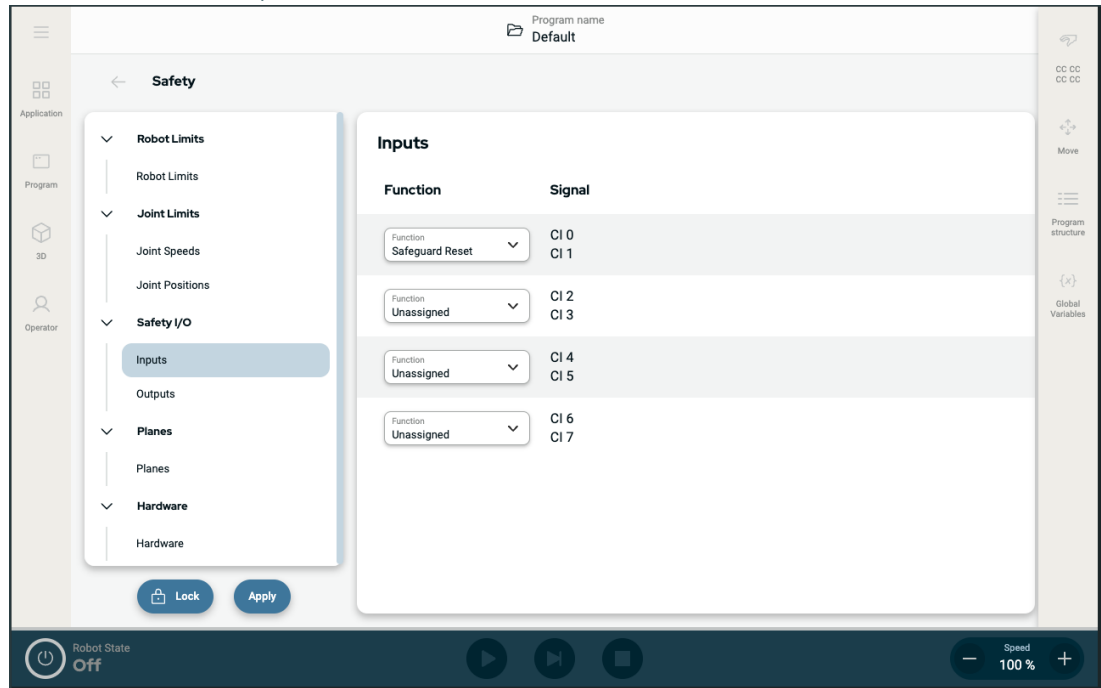 Program name
Default
Application
Program
3D
Operator
Safety
Robot Limits
Robot Limits
Joint Limits
Joint Speeds
Joint Positions
Safety I/O
Inputs
Outputs
Planes
Planes
Hardware
Hardware
Lock
Apply
Inputs
Function Signal
Function
Safeguard Reset
CI 0
CI 1
Function
Unassigned
CI 2
CI 3
Function
Unassigned
CI 4
CI 5
Function
Unassigned
CI 6
CI 7
CC CC
CC CC
Move
Program
structure
{x}
Global
Variables
Robot State
Off
Speed
100 %